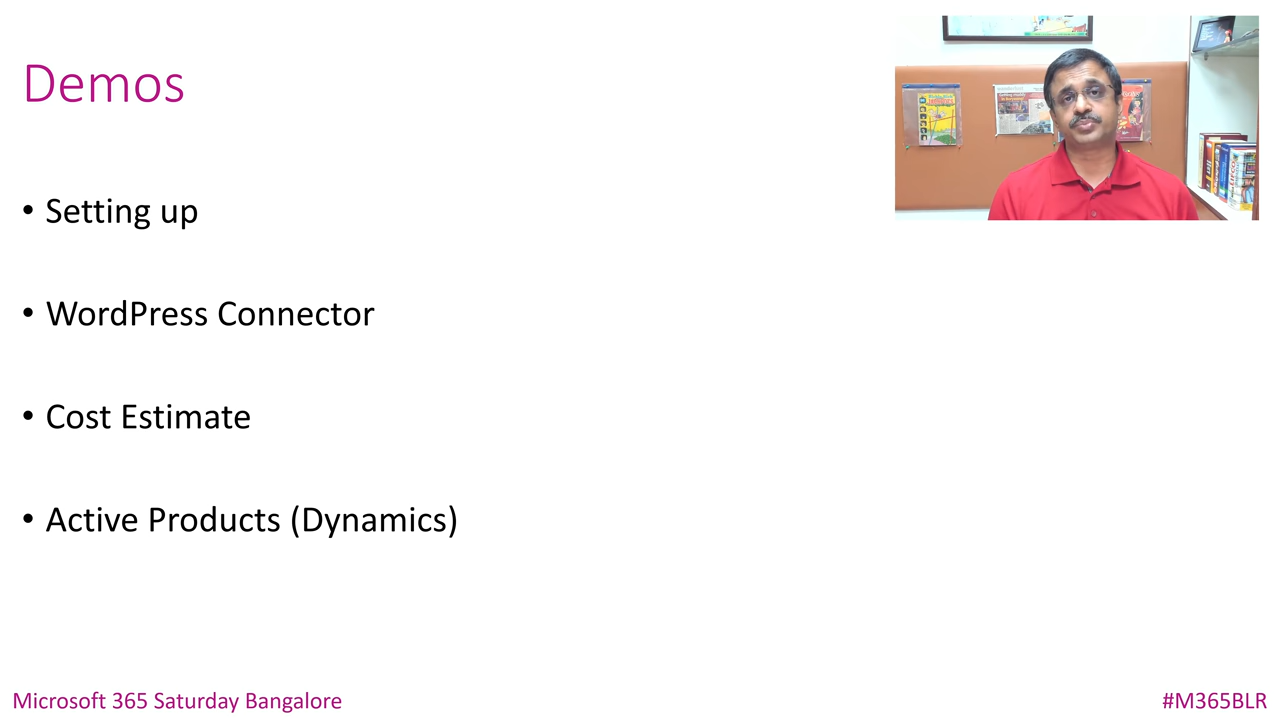 Demos
• Setting up
• WordPress Connector
• Cost Estimate
• Active Products (Dynamics)
Microsoft 365 Saturday Bangalore
#M365BLR